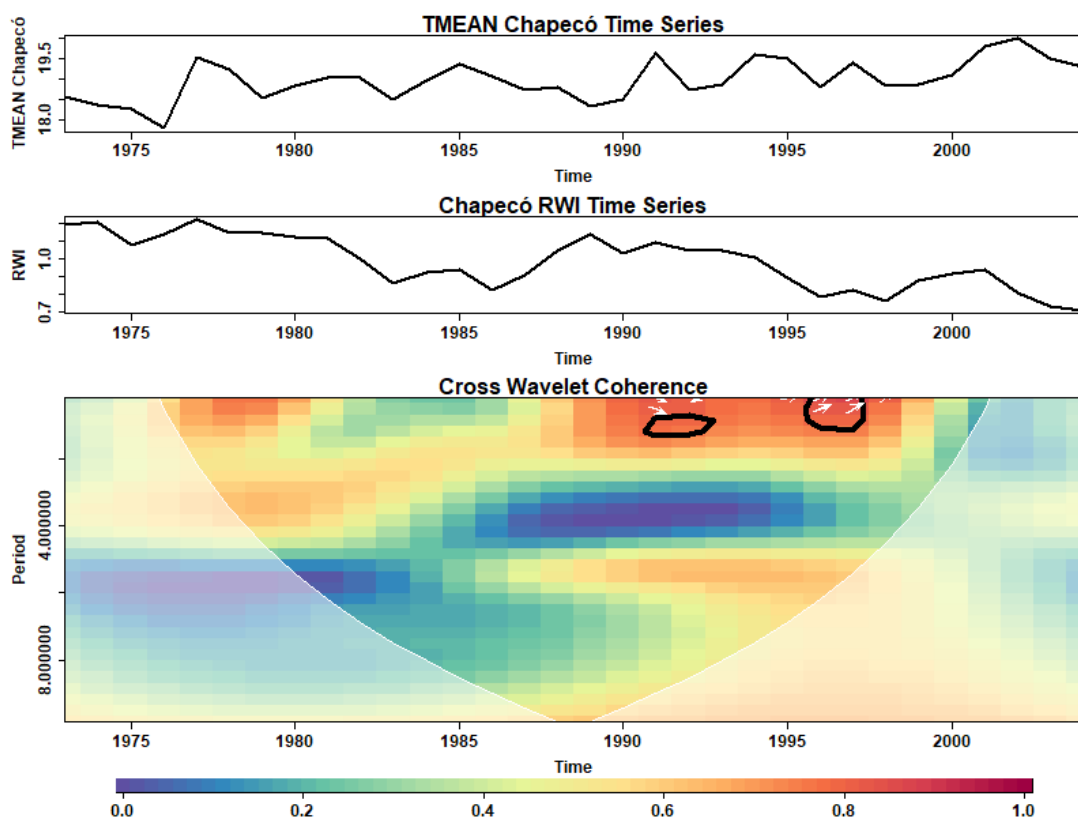 TMEAN Chapecó Time Series
TMEAN Chapecó
19.5
18.0
1975 1980 1985 1990 1995 2000
Time
Chapecó RWI Time Series
RWI
1.0
0.7
1975 1980 1985 1990 1995 2000
Time
Cross Wavelet Coherence
Period
4.000000
8.000000
1975 1980 1985 1990 1995 2000
Time
0.0 0.2 0.4 0.6 0.8 1.0